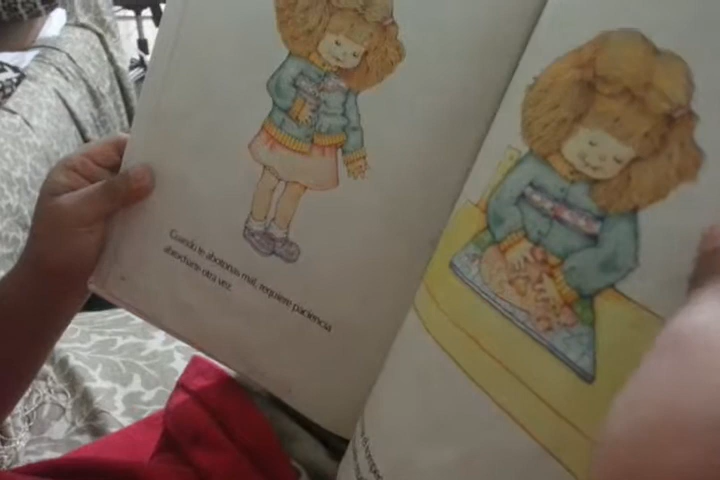 Cuando te abotonas mal, requiere paciencia
abrocharte otra vez.